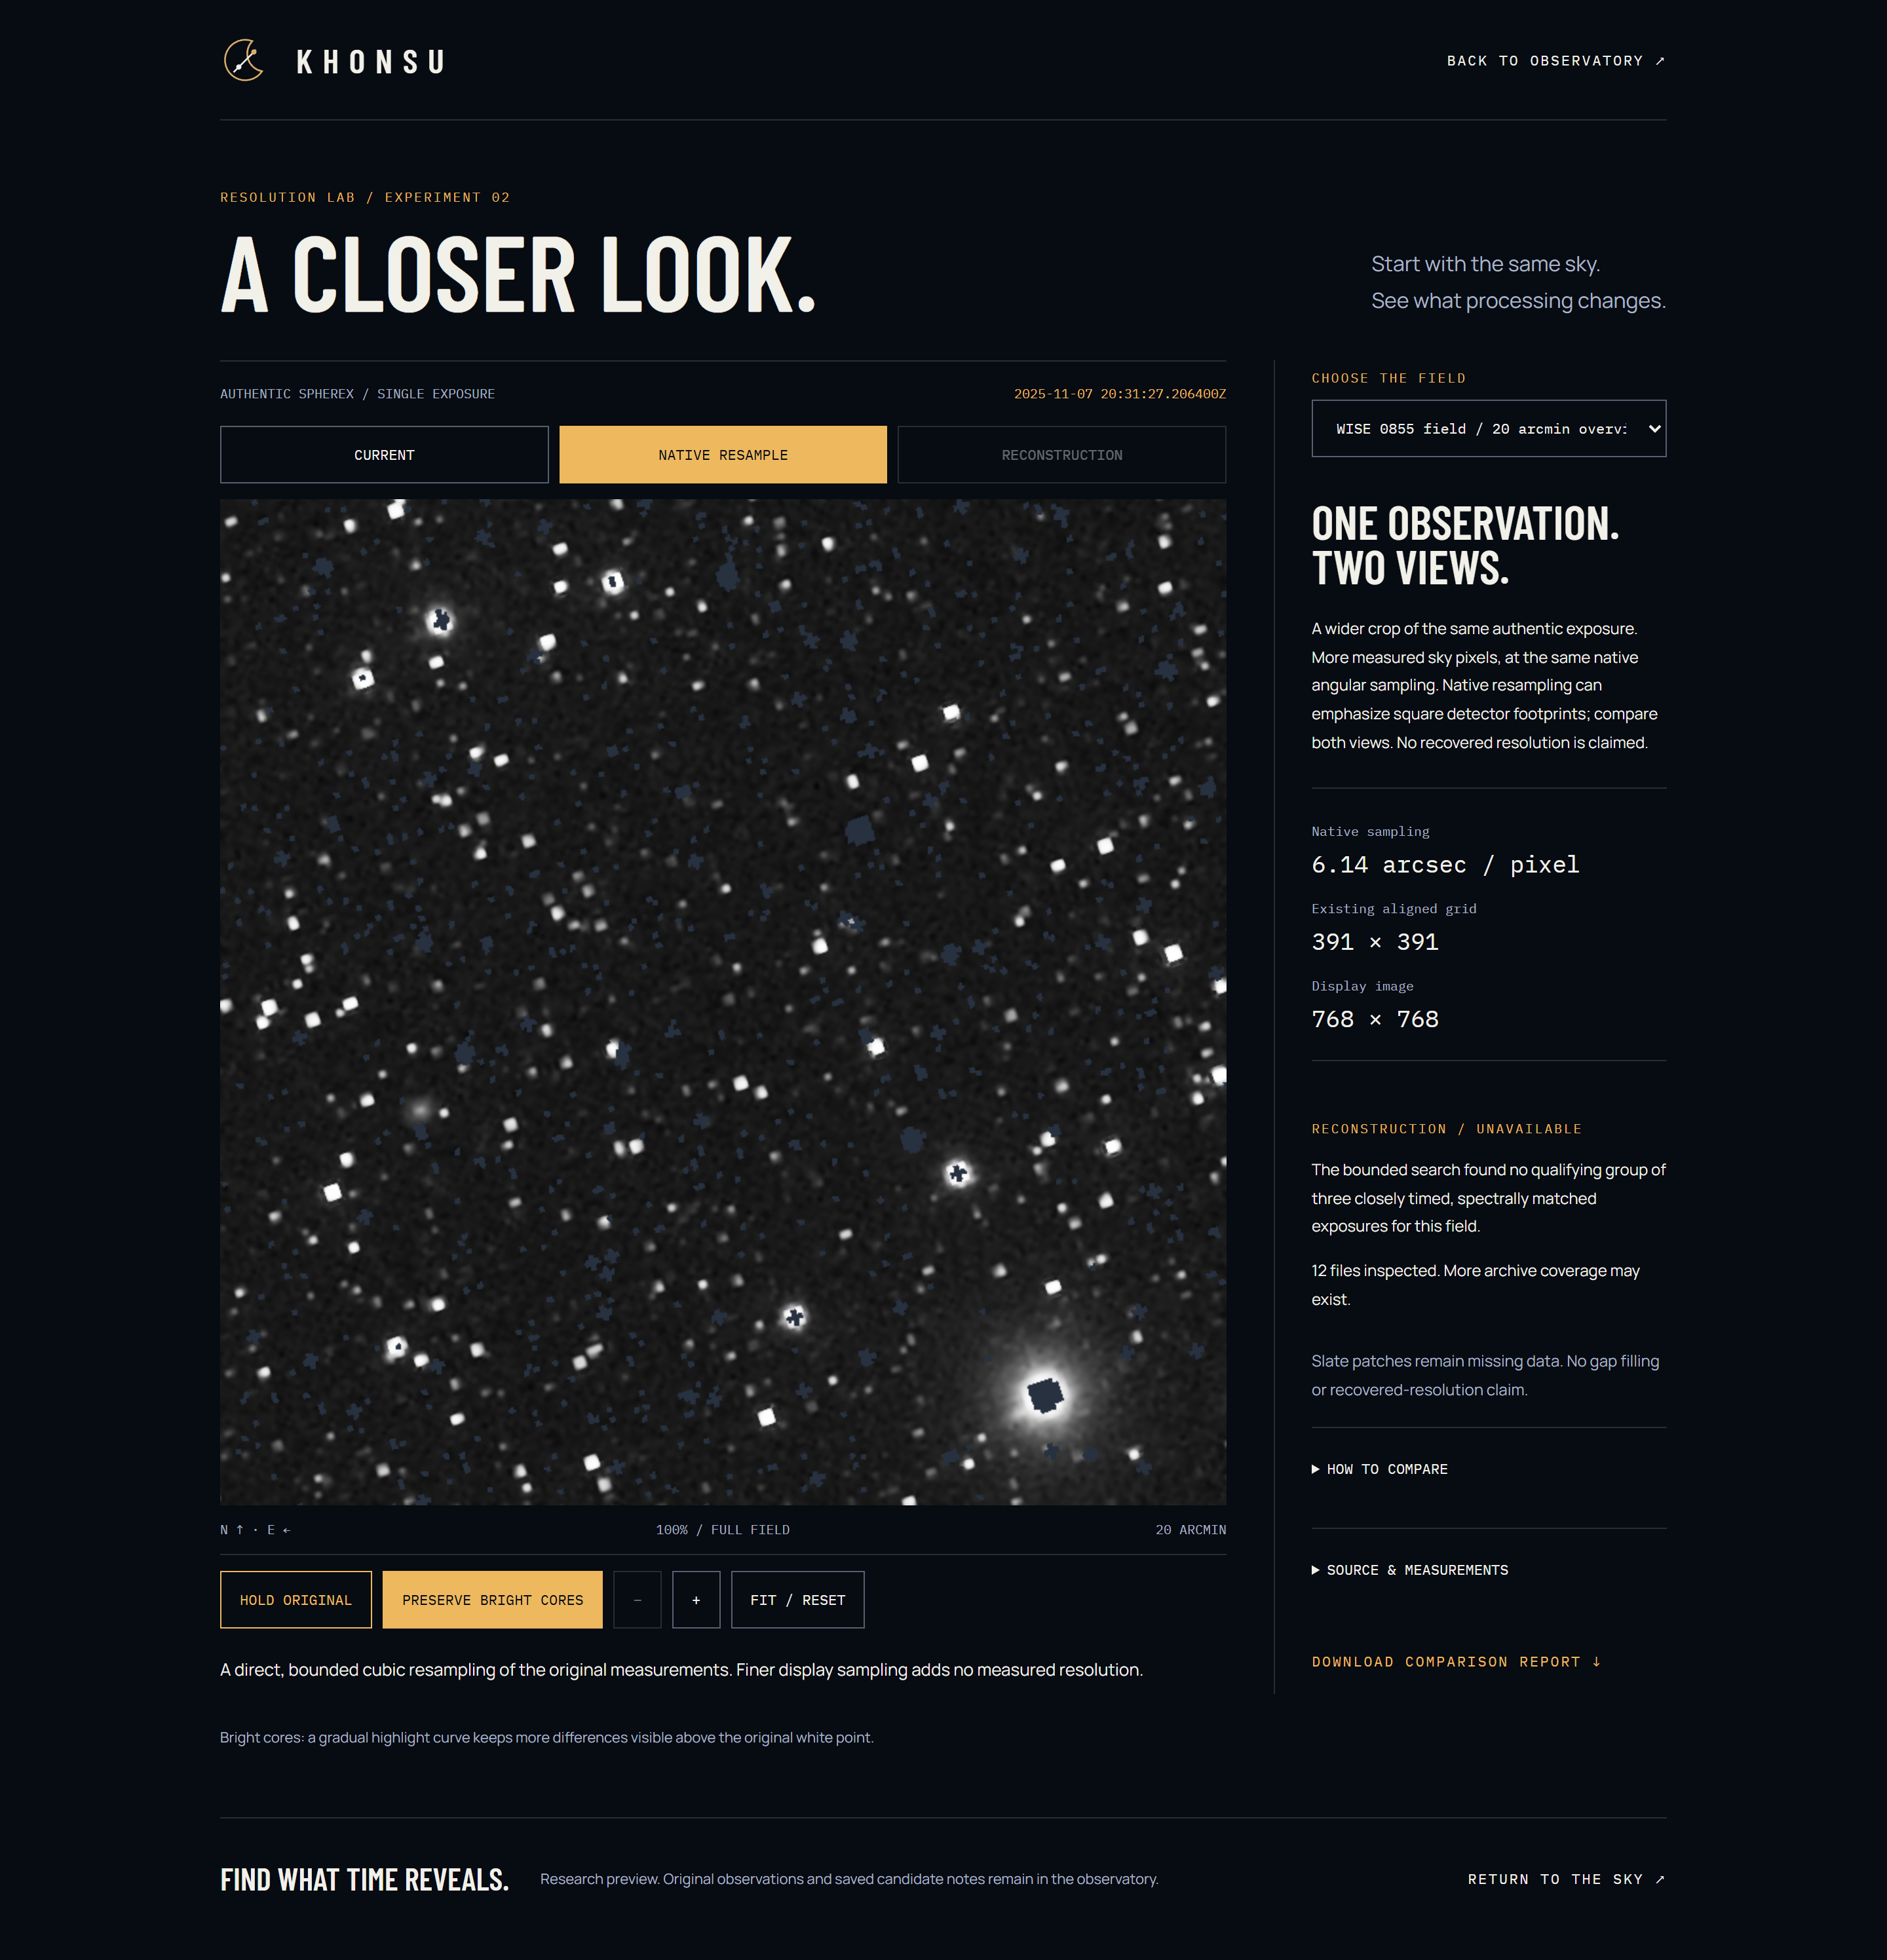 KHONSU
BACK TO OBSERVATORY ↗
RESOLUTION LAB / EXPERIMENT 02
A CLOSER LOOK.
Start with the same sky.
See what processing changes.
AUTHENTIC SPHEREX / SINGLE EXPOSURE
2025-11-07 20:31:27.206400Z
CURRENT
NATIVE RESAMPLE
RECONSTRUCTION
N ↑ · E ←
100% / FULL FIELD
20 ARCMIN
HOLD ORIGINAL
PRESERVE BRIGHT CORES
−
+
FIT / RESET
A direct, bounded cubic resampling of the original measurements. Finer display sampling adds no measured resolution.
Bright cores: a gradual highlight curve keeps more differences visible above the original white point.
CHOOSE THE FIELD
WISE 0855 field / 20 arcmin
ONE OBSERVATION.
TWO VIEWS.
A wider crop of the same authentic exposure.
More measured sky pixels, at the same native
angular sampling. Native resampling can
emphasize square detector footprints; compare
both views. No recovered resolution is claimed.
Native sampling
6.14 arcsec / pixel
Existing aligned grid
391 × 391
Display image
768 × 768
RECONSTRUCTION / UNAVAILABLE
The bounded search found no qualifying group of
three closely timed, spectrally matched
exposures for this field.
12 files inspected. More archive coverage may
exist.
Slate patches remain missing data. No gap filling
or recovered-resolution claim.
▶ HOW TO COMPARE
▶ SOURCE & MEASUREMENTS
DOWNLOAD COMPARISON REPORT ↓
FIND WHAT TIME REVEALS.
Research preview. Original observations and saved candidate notes remain in the observatory.
RETURN TO THE SKY ↗